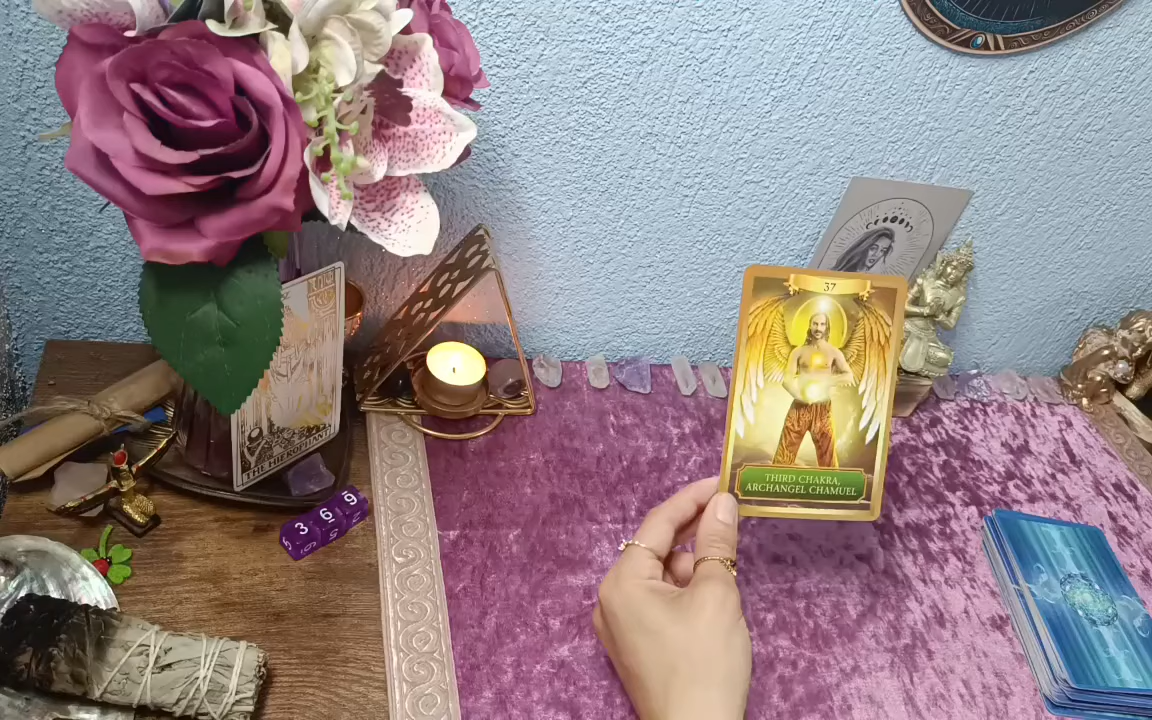 37
THIRD CHAKRA,
ARCHANGEL CHAMUEL
THE HIEROPHANT
3 6 9